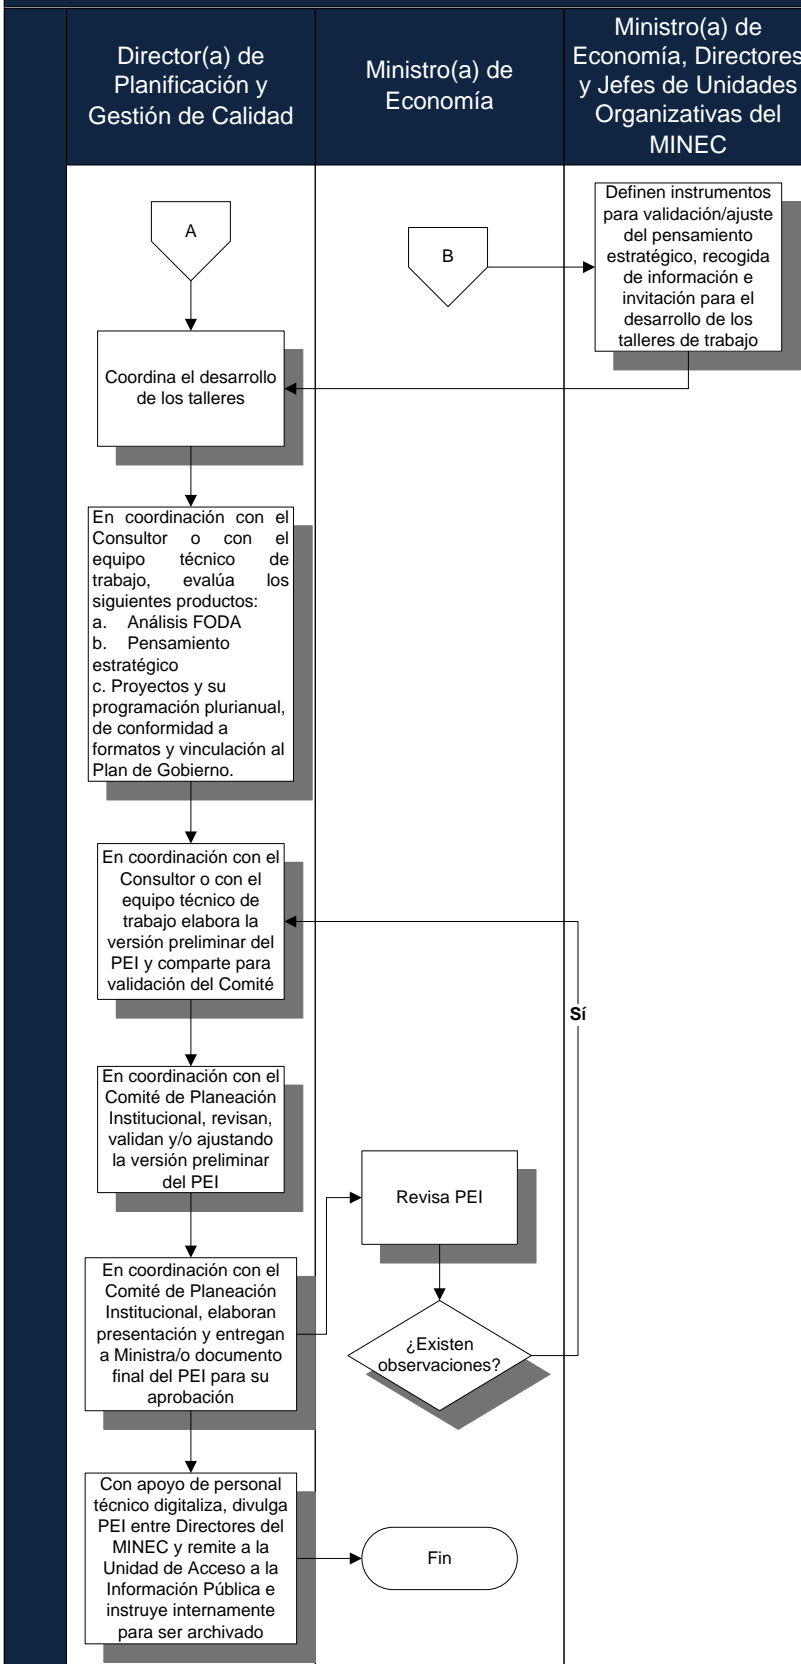 Director(a) de
Planificación y
Gestión de Calidad
Ministro(a) de
Economía
Ministro(a) de
Economía, Directores
y Jefes de Unidades
Organizativas del
MINEC
A
B
Definen instrumentos
para validación/ajuste
del pensamiento
estratégico, recogida
de información e
invitación para el
desarrollo de los
talleres de trabajo
Coordina el desarrollo
de los talleres
En coordinación con el
Consultor o con el
equipo técnico de
trabajo, evalúa los
siguientes productos:
a. Análisis FODA
b. Pensamiento
estratégico
c. Proyectos y su
programación plurianual,
de conformidad a
formatos y vinculación al
Plan de Gobierno.
En coordinación con el
Consultor o con el
equipo técnico de
trabajo elabora la
versión preliminar del
PEI y comparte para
validación del Comité
Sí
En coordinación con el
Comité de Planeación
Institucional, revisan,
validan y/o ajustando
la versión preliminar
del PEI
Revisa PEI
En coordinación con el
Comité de Planeación
Institucional, elaboran
presentación y entregan
a Ministra/o documento
final del PEI para su
aprobación
¿Existen
observaciones?
Con apoyo de personal
técnico digitaliza, divulga
PEI entre Directores del
MINEC y remite a la
Unidad de Acceso a la
Información Pública e
instruye internamente
para ser archivado
Fin